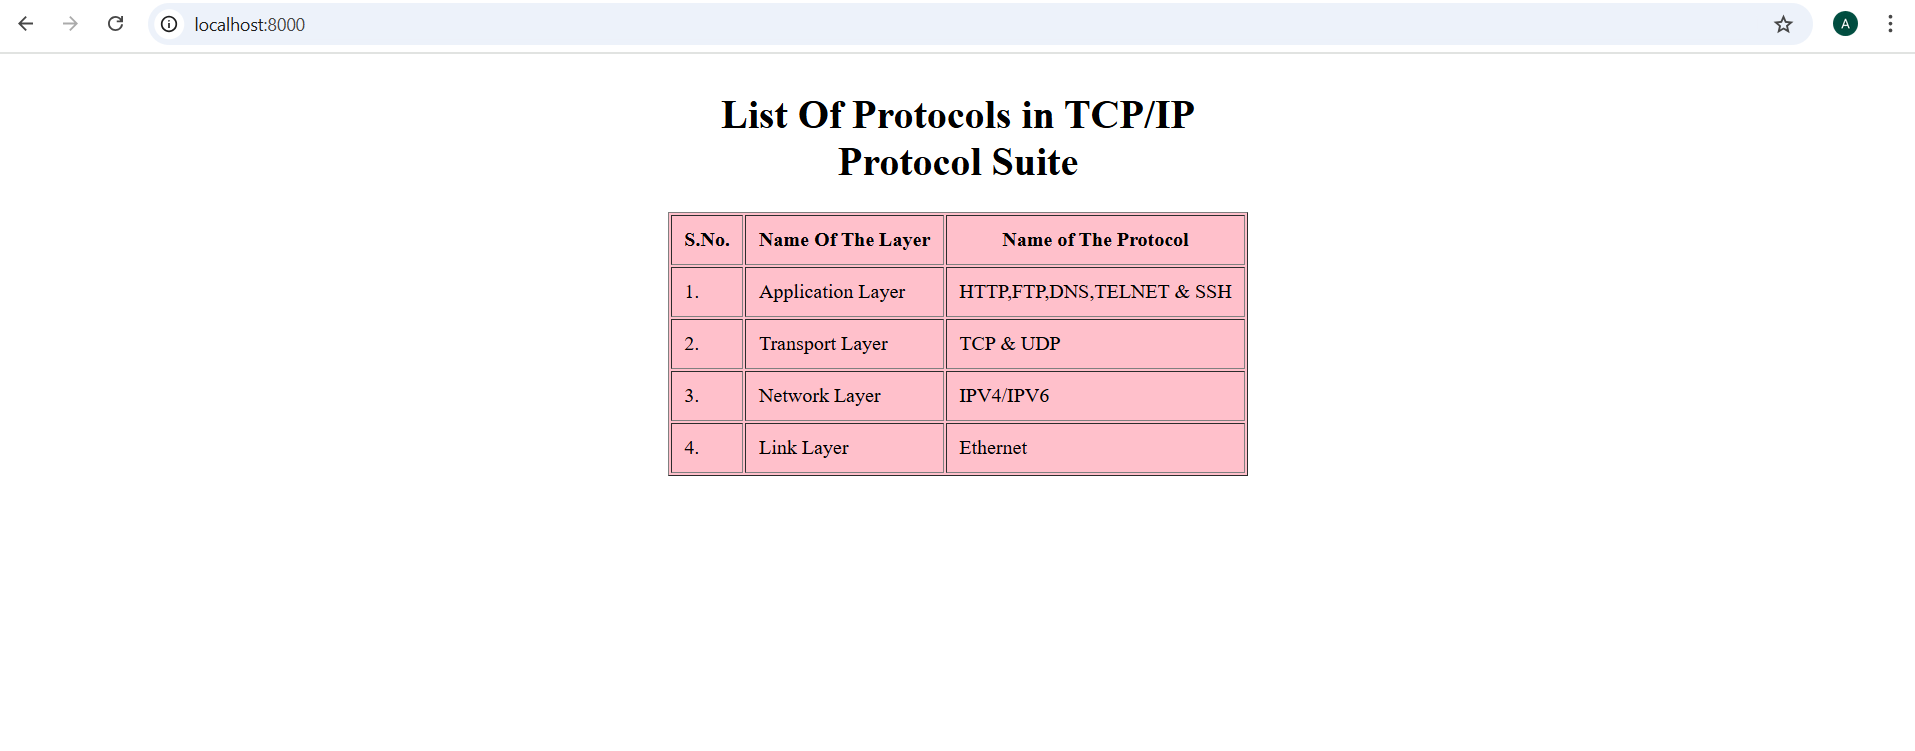 localhost:8000
A
List Of Protocols in TCP/IP
Protocol Suite
S.No. Name Of The Layer Name of The Protocol
1. Application Layer HTTP,FTP,DNS,TELNET & SSH
2. Transport Layer TCP & UDP
3. Network Layer IPV4/IPV6
4. Link Layer Ethernet